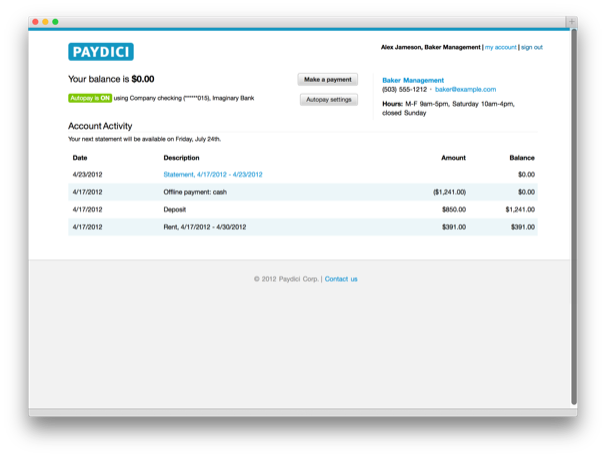 PAYDICI
Alex Jameson, Baker Management | my account | sign out
Your balance is $0.00
Make a payment
Baker Management
(503) 555-1212 · baker@example.com
Autopay is ON using Company checking (******015), Imaginary Bank
Autopay settings
Hours: M-F 9am-5pm, Saturday 10am-4pm,
closed Sunday
Account Activity
Your next statement will be available on Friday, July 24th.
Date Description Amount Balance
4/23/2012 Statement, 4/17/2012 - 4/23/2012 $0.00
4/17/2012 Offline payment: cash ($1,241.00) $0.00
4/17/2012 Deposit $850.00 $1,241.00
4/17/2012 Rent, 4/17/2012 - 4/30/2012 $391.00 $391.00
© 2012 Paydici Corp. | Contact us